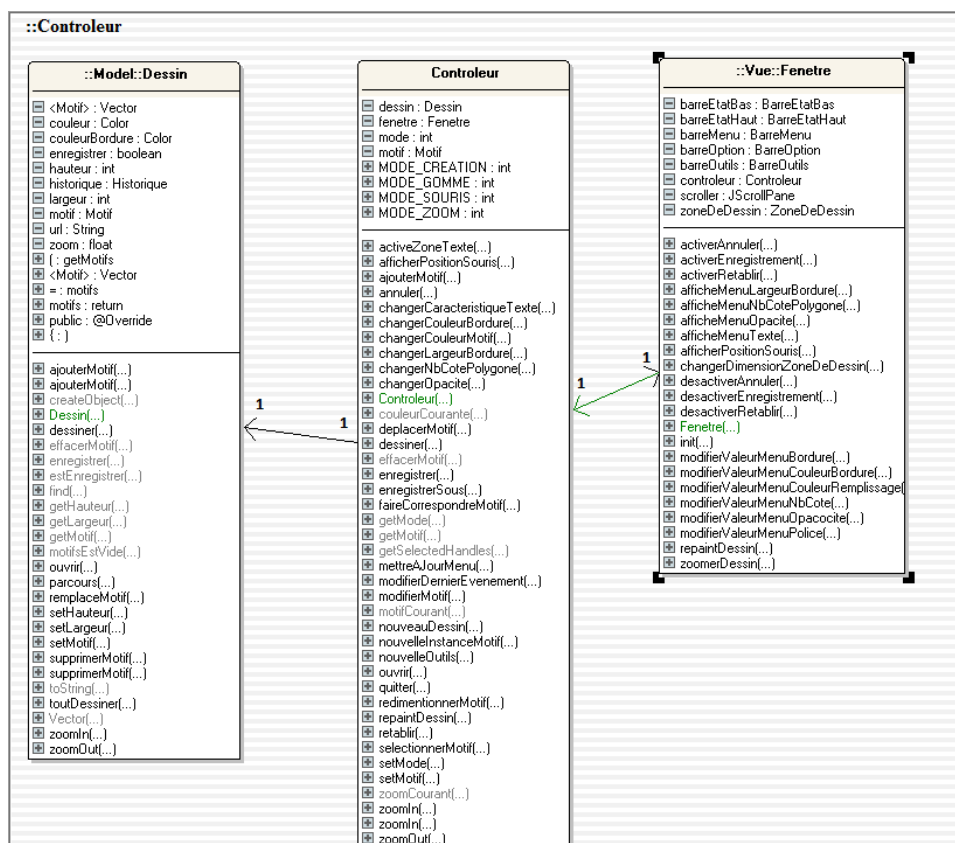 ::Controleur
::Model::Dessin
<Motif> : Vector
couleur : Color
couleurBordure : Color
enregistrer : boolean
hauteur : int
historique : Historique
largeur : int
motif : Motif
url : String
zoom : float
( : getMotifs
<Motif> : Vector
= : motifs
motifs : return
public : @Override
{ : }
ajouterMotif(...)
ajouterMotif(...)
createObject(...)
Dessin(...)
dessiner(...)
effacerMotif(...)
enregistrer(...)
estEnregistrer(...)
find(...)
getHauteur(...)
getLargeur(...)
getMotif(...)
motifsEstVide(...)
ouvrir(...)
parcours(...)
remplaceMotif(...)
setHauteur(...)
setLargeur(...)
setMotif(...)
supprimerMotif(...)
supprimerMotif(...)
toString(...)
toutDessiner(...)
Vector(...)
zoomIn(...)
zoomOut(...)
1
1
Controleur
dessin : Dessin
fenetre : Fenetre
mode : int
motif : Motif
MODE_CREATION : int
MODE_GOMME : int
MODE_SOURIS : int
MODE_ZOOM : int
activeZoneTexte(...)
afficherPositionSouris(...)
ajouterMotif(...)
annuler(...)
changerCaracteristiqueTexte(...)
changerCouleurBordure(...)
changerCouleurMotif(...)
changerLargeurBordure(...)
changerNbCotePolygone(...)
changerOpacite(...)
Controleur(...)
couleurCourante(...)
deplacerMotif(...)
dessiner(...)
effacerMotif(...)
enregistrer(...)
enregistrerSous(...)
faireCorrespondreMotif(...)
getMode(...)
getMotif(...)
getSelectedHandles(...)
mettreAJourMenu(...)
modifierDernierEvenement(...)
modifierMotif(...)
motifCourant(...)
nouveauDessin(...)
nouvelleInstanceMotif(...)
nouvelleOutils(...)
ouvrir(...)
quitter(...)
redimentionnerMotif(...)
repaintDessin(...)
retablir(...)
selectionnerMotif(...)
setMode(...)
setMotif(...)
zoomCourant(...)
zoomIn(...)
zoomIn(...)
zoomOut(...)
1
1
::Vue::Fenetre
barreEtatBas : BarreEtatBas
barreEtatHaut : BarreEtatHaut
barreMenu : BarreMenu
barreOption : BarreOption
barreOutils : BarreOutils
controleur : Controleur
scroller : JScrollPane
zoneDeDessin : ZoneDeDessin
activerAnnuler(...)
activerEnregistrement(...)
activerRetablir(...)
afficheMenuLargeurBordure(...)
afficheMenuNbCotePolygone(...)
afficheMenuOpacite(...)
afficheMenuTexte(...)
afficherPositionSouris(...)
changerDimensionZoneDeDessin(...)
desactiverAnnuler(...)
desactiverEnregistrement(...)
desactiverRetablir(...)
Fenetre(...)
init(...)
modifierValeurMenuBordure(...)
modifierValeurMenuCouleurBordure(...)
modifierValeurMenuCouleurRemplissage(
modifierValeurMenuNbCote(...)
modifierValeurMenuOpacocite(...)
modifierValeurMenuPolice(...)
repaintDessin(...)
zoomerDessin(...)